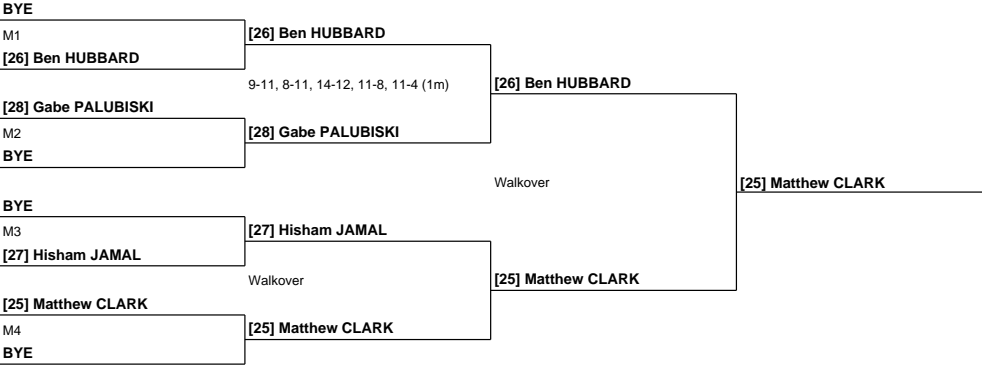 BYE
M1
[26] Ben HUBBARD
[28] Gabe PALUBISKI
M2
BYE
BYE
M3
[27] Hisham JAMAL
[25] Matthew CLARK
M4
BYE
[26] Ben HUBBARD
9-11, 8-11, 14-12, 11-8, 11-4 (1m)
[28] Gabe PALUBISKI
[27] Hisham JAMAL
Walkover
[25] Matthew CLARK
[26] Ben HUBBARD
Walkover
[25] Matthew CLARK
[25] Matthew CLARK